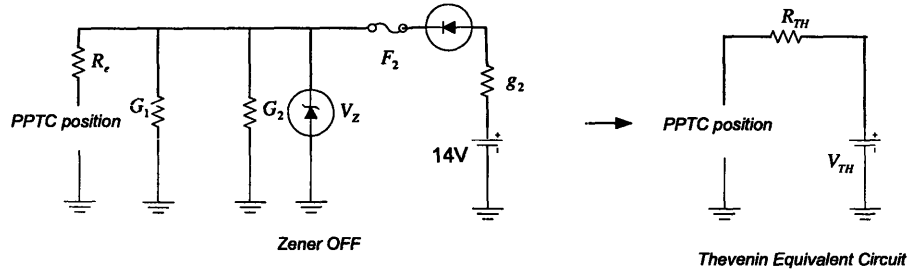 R_e
PPTC position
G_1
G_2
V_Z
F_2
g_2
14V
+
-
Zener OFF
R_TH
PPTC position
+
-
V_TH
Thevenin Equivalent Circuit